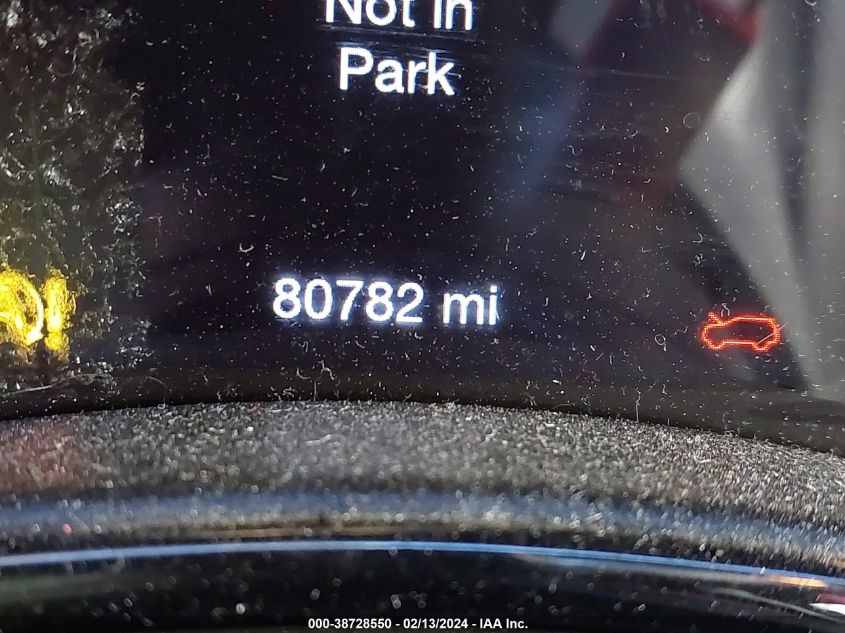 Not in
Park
80782 mi
000-38728550 - 02/13/2024 - IAA Inc.